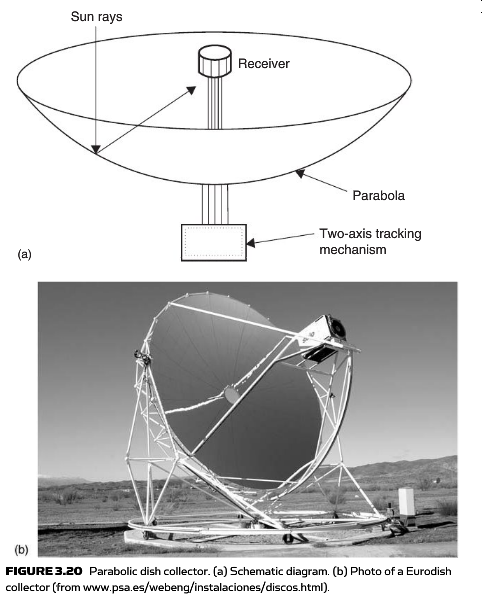 Sun rays
Receiver
Parabola
Two-axis tracking
mechanism
(a)
(b)
FIGURE 3.20 Parabolic dish collector. (a) Schematic diagram. (b) Photo of a Eurodish
collector (from www.psa.es/webeng/instalaciones/discos.html).